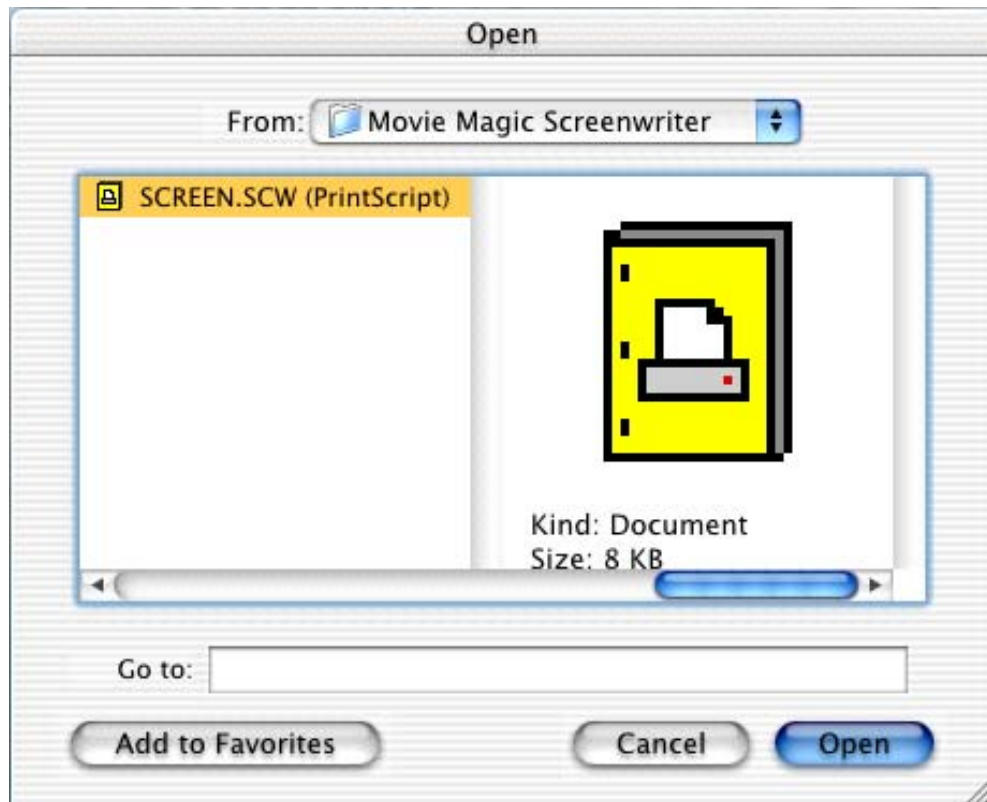 Open
From: Movie Magic Screenwriter
SCREEN.SCW (PrintScript)
Kind: Document
Size: 8 KB
Go to:
Add to Favorites
Cancel
Open